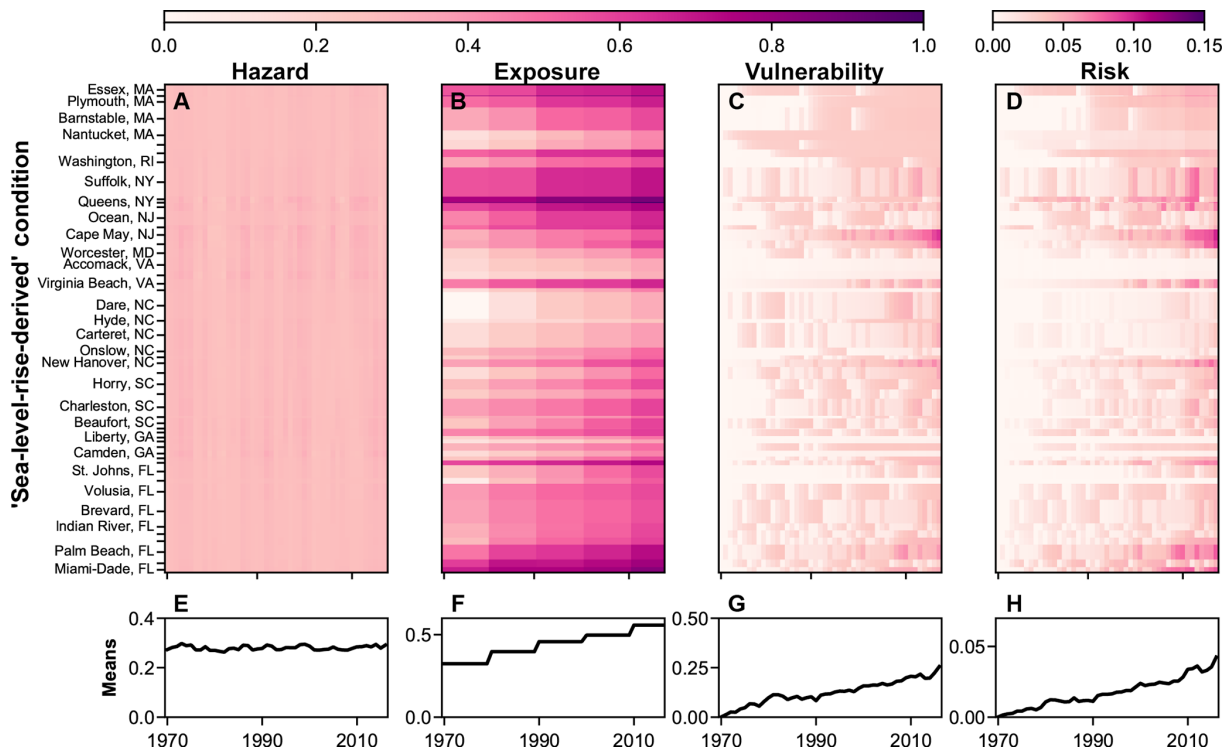 0.0 0.2 0.4 0.6 0.8 1.0 0.00 0.05 0.10 0.15
Hazard Exposure Vulnerability Risk
'Sea-level-rise-derived' condition
A B C D
Essex, MA
Plymouth, MA
Barnstable, MA
Nantucket, MA
Washington, RI
Suffolk, NY
Queens, NY
Ocean, NJ
Cape May, NJ
Worcester, MD
Accomack, VA
Virginia Beach, VA
Dare, NC
Hyde, NC
Carteret, NC
Onslow, NC
New Hanover, NC
Horry, SC
Charleston, SC
Beaufort, SC
Liberty, GA
Camden, GA
St. Johns, FL
Volusia, FL
Brevard, FL
Indian River, FL
Palm Beach, FL
Miami-Dade, FL
E F G H
Means
0.4 0.2 0.0
0.5 0.0
0.50 0.25 0.00
0.05 0.00
1970 1990 2010 1970 1990 2010 1970 1990 2010 1970 1990 2010